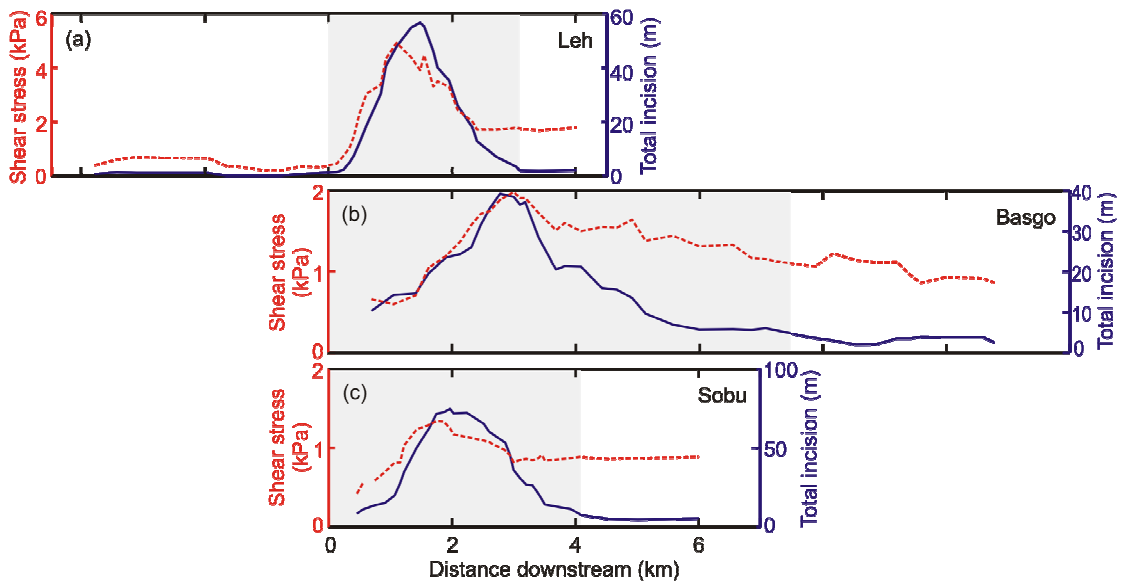 6
60
(a)
Leh
Shear stress (kPa)
Total incision (m)
4
40
2
20
0
0
2
40
(b)
Basgo
Shear stress
(kPa)
Total incision (m)
30
1
20
10
0
0
2
100
(c)
Sobu
Shear stress
(kPa)
Total incision (m)
1
50
0
0
0 2 4 6
Distance downstream (km)